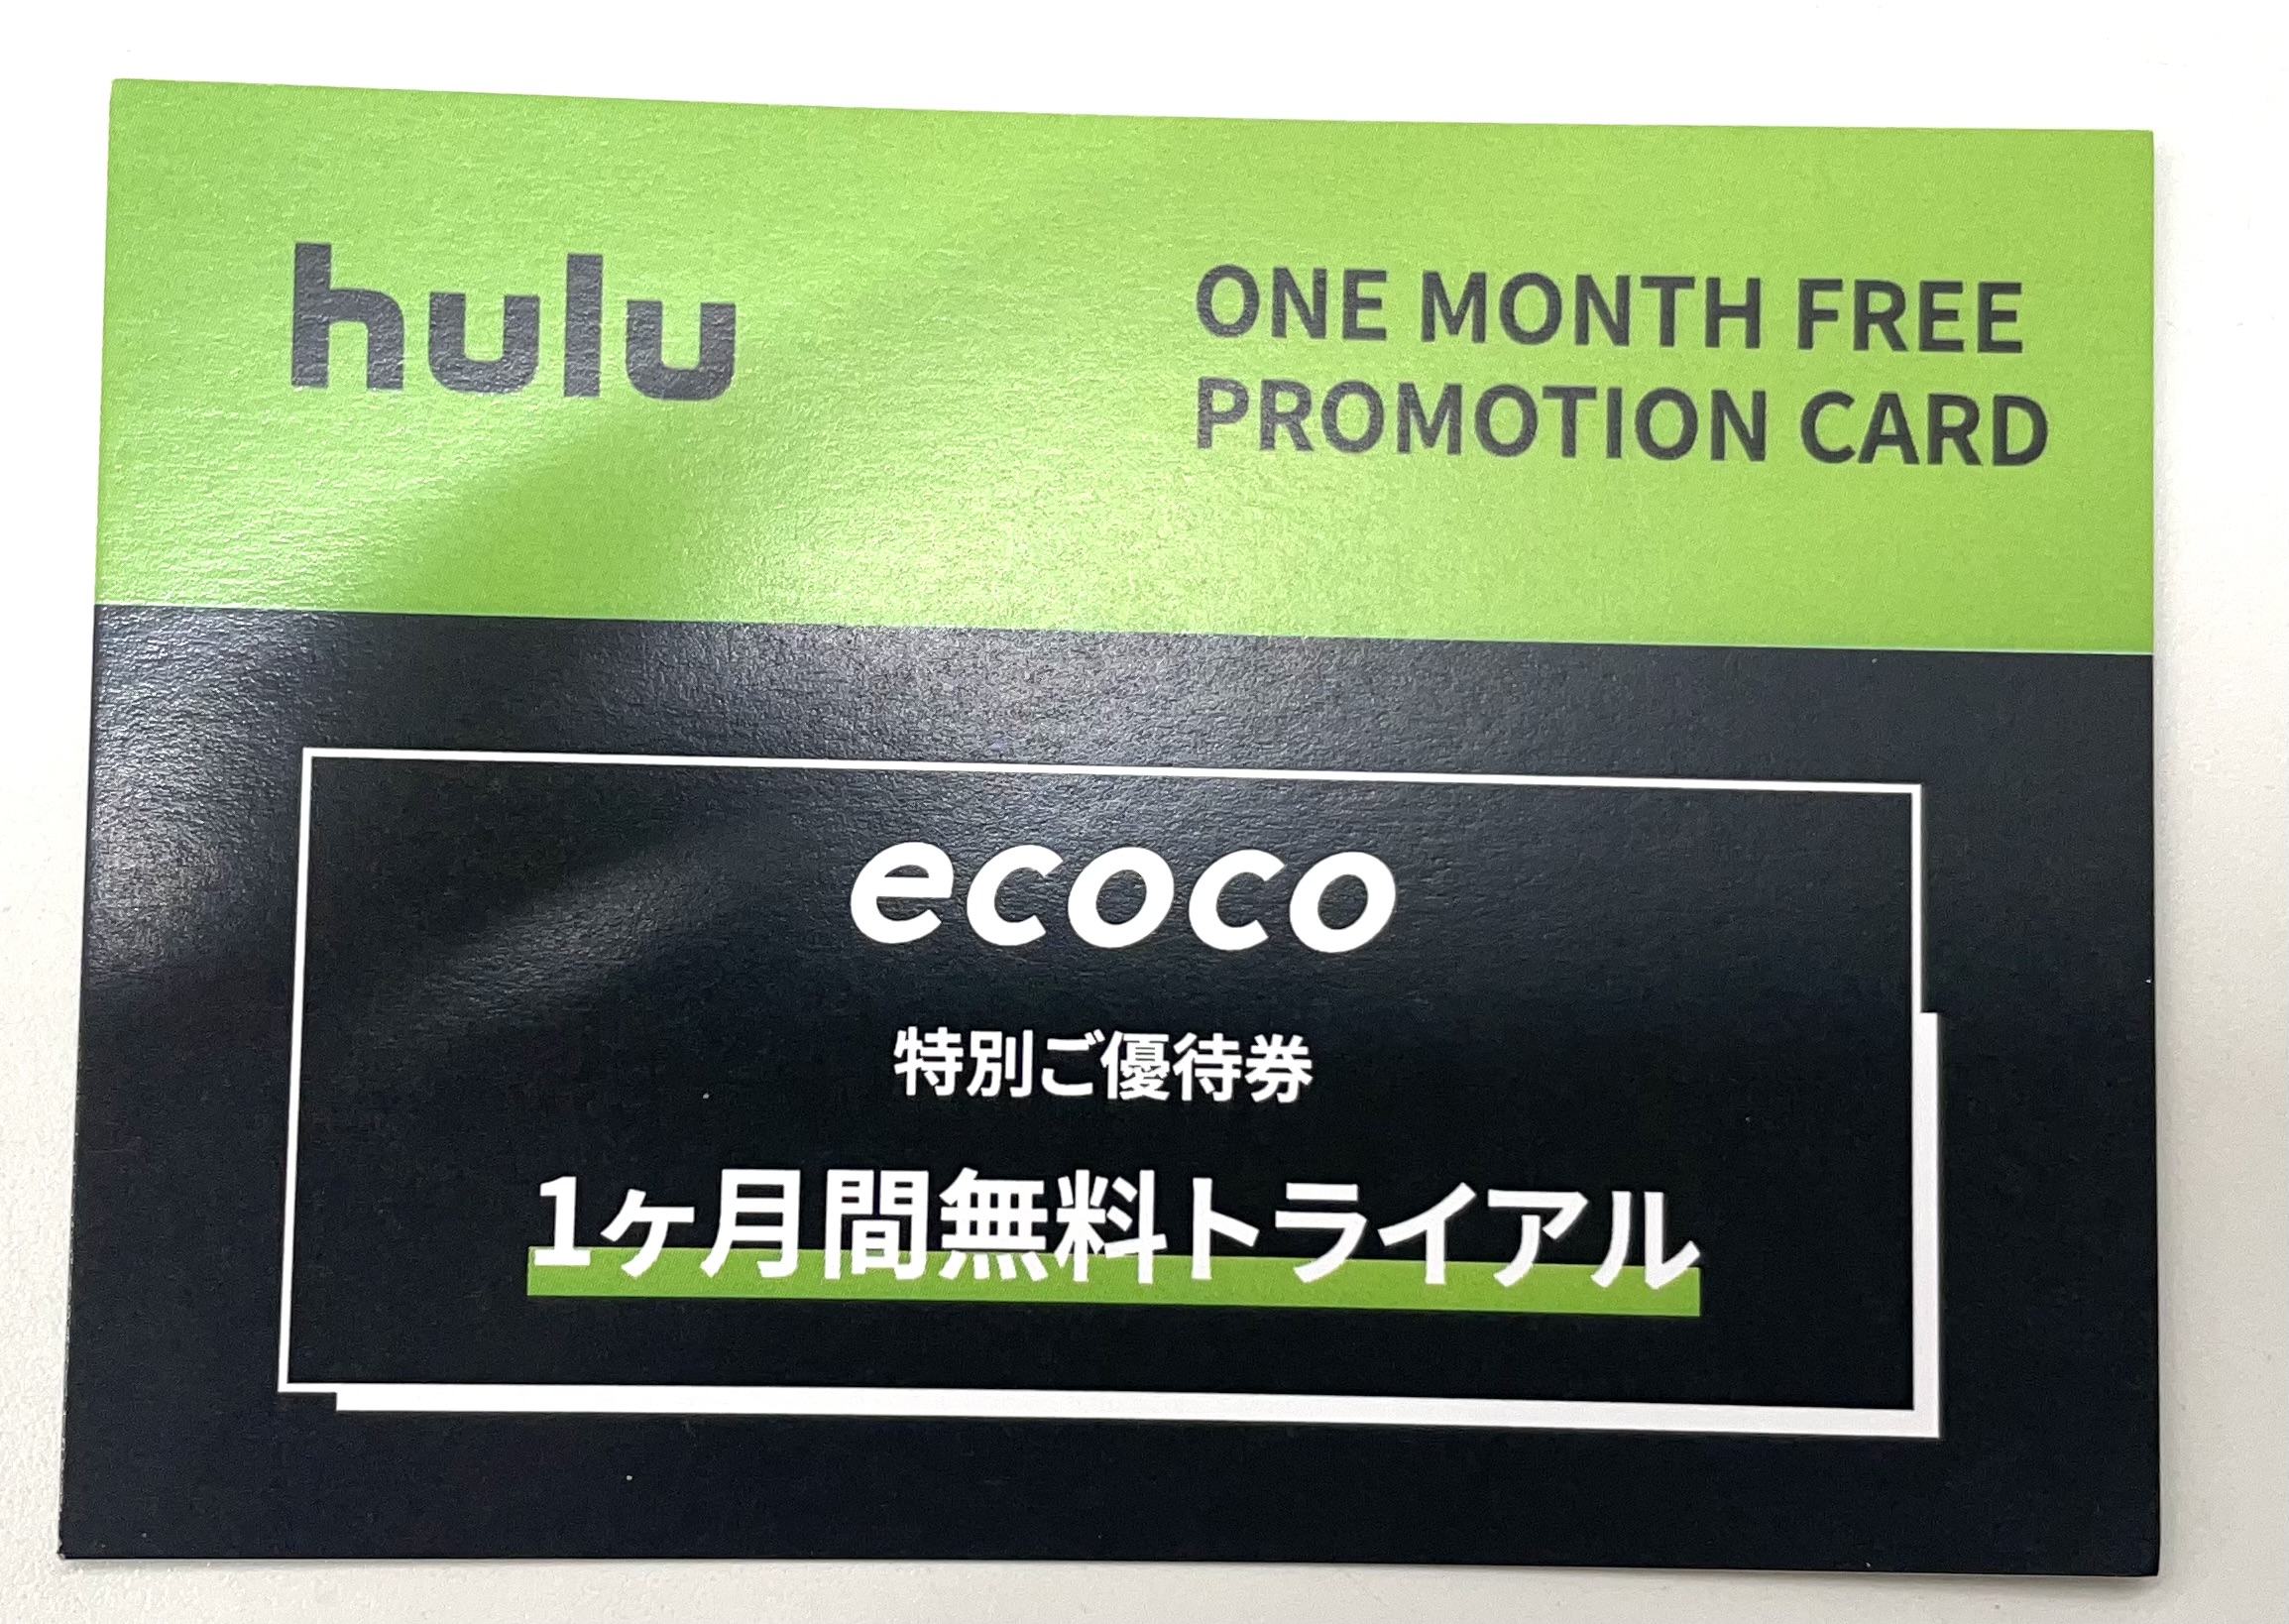 hulu
ONE MONTH FREE
PROMOTION CARD
ecoco
特別ご優待券
1ヶ月間無料トライアル